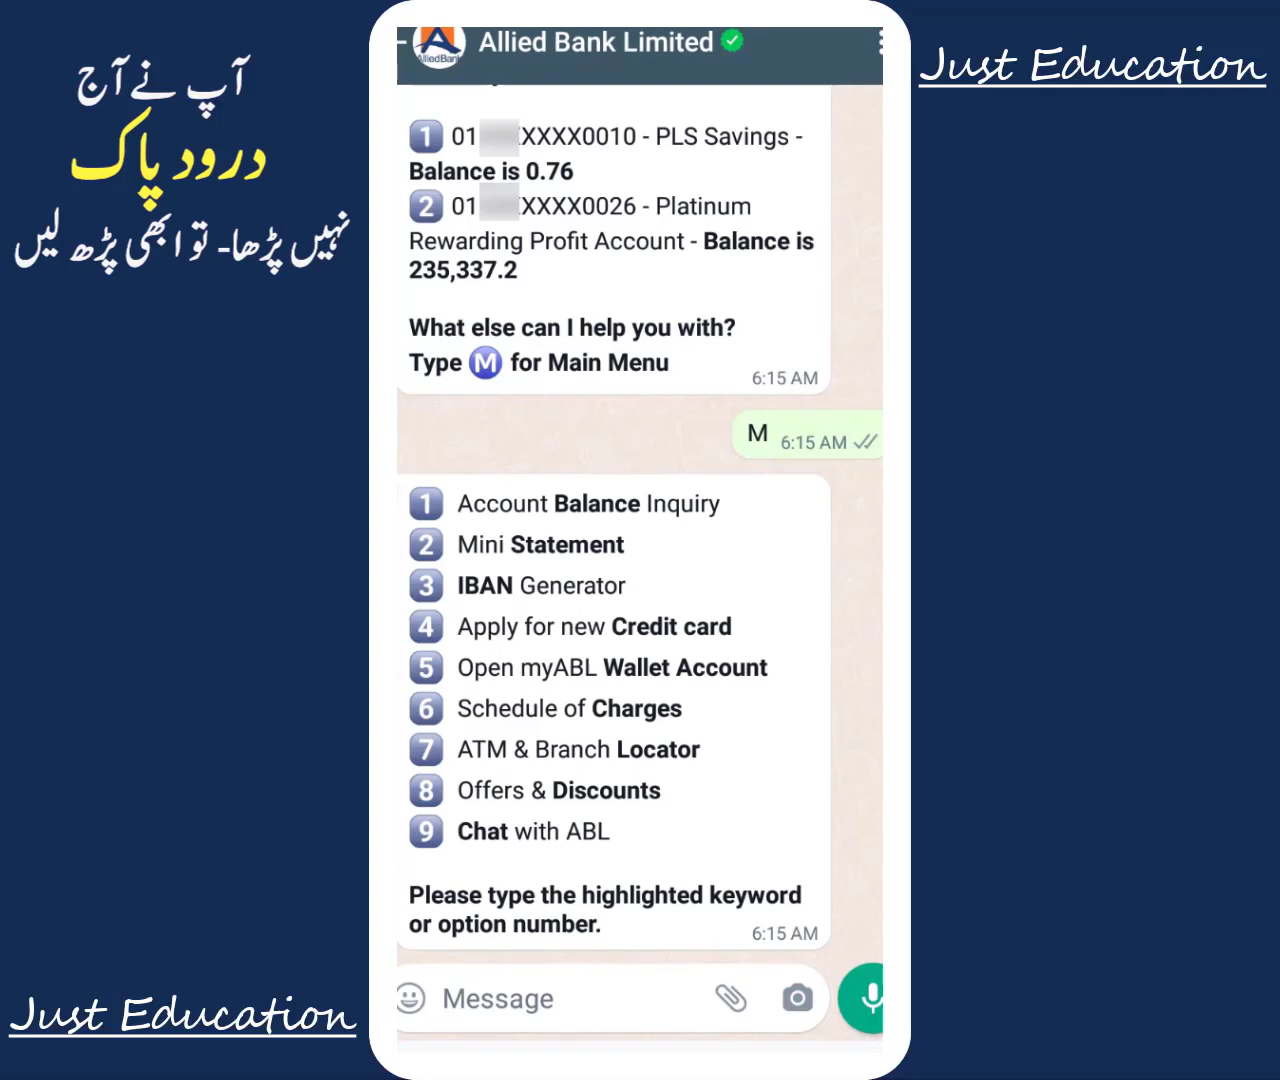 آپ نے آج
درود پاک
نہیں پڑھا۔ تو ابھی پڑھ لیں
Just Education
Allied Bank Limited
AlliedBank
1 01 XXXX0010 - PLS Savings -
Balance is 0.76
2 01 XXXX0026 - Platinum
Rewarding Profit Account - Balance is
235,337.2
What else can I help you with?
Type M for Main Menu
6:15 AM
M 6:15 AM
1 Account Balance Inquiry
2 Mini Statement
3 IBAN Generator
4 Apply for new Credit card
5 Open myABL Wallet Account
6 Schedule of Charges
7 ATM & Branch Locator
8 Offers & Discounts
9 Chat with ABL
Please type the highlighted keyword
or option number.
6:15 AM
Message
Just Education